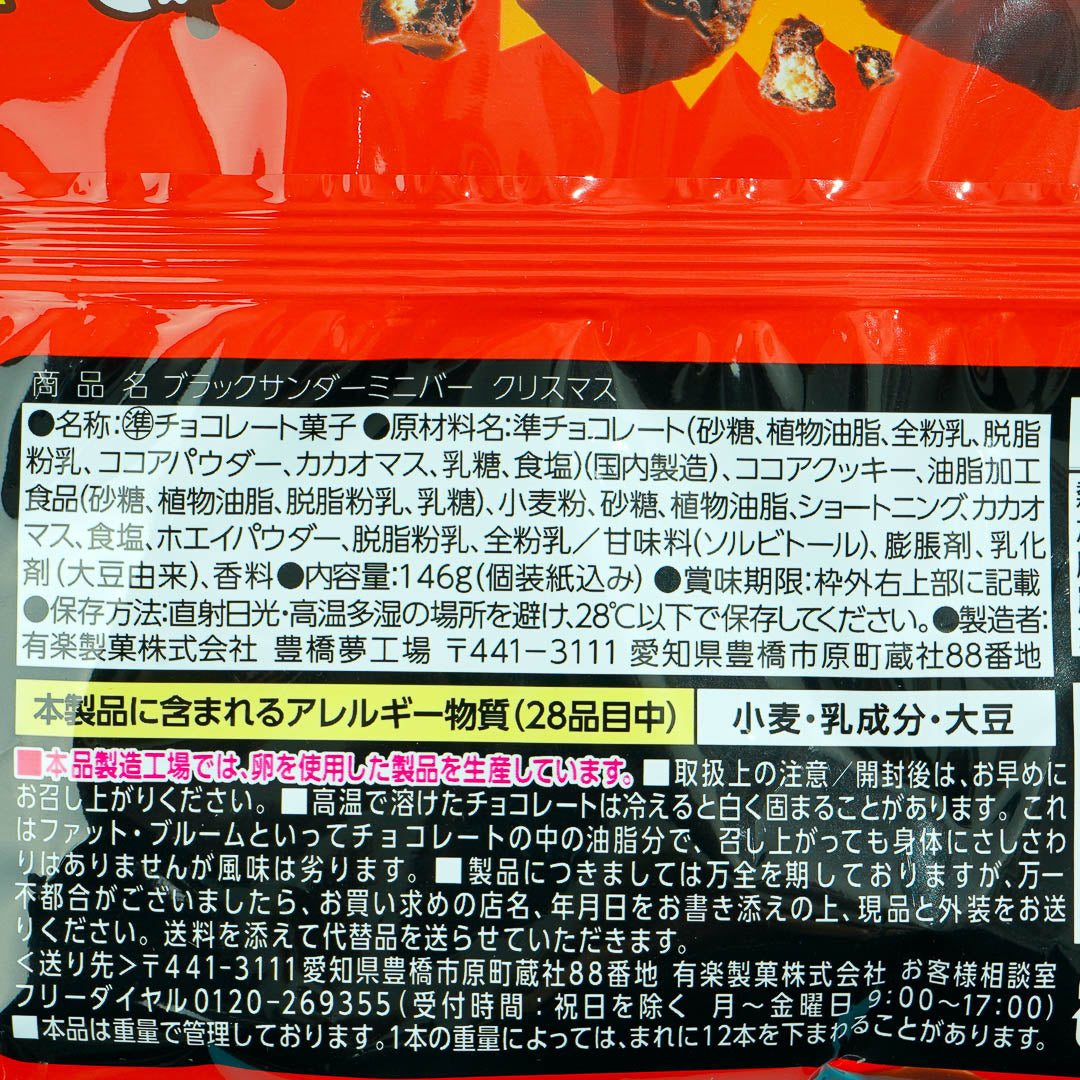 商品名 ブラックサンダーミニバー クリスマス
●名称:㊜チョコレート菓子 ●原材料名:準チョコレート(砂糖、植物油脂、全粉乳、脱脂
粉乳、ココアパウダー、カカオマス、乳糖、食塩)(国内製造)、ココアクッキー、油脂加工
食品(砂糖、植物油脂、脱脂粉乳、乳糖)、小麦粉、砂糖、植物油脂、ショートニング、カカオ
マス、食塩、ホエイパウダー、脱脂粉乳、全粉乳/甘味料(ソルビトール)、膨脹剤、乳化
剤(大豆由来)、香料●内容量:146g(個装紙込み) ●賞味期限:枠外右上部に記載
●保存方法:直射日光・高温多湿の場所を避け、28℃以下で保存してください。●製造者:
有楽製菓株式会社 豊橋夢工場 〒441-3111 愛知県豊橋市原町蔵社88番地
本製品に含まれるアレルギー物質(28品目中) 小麦・乳成分・大豆
■本品製造工場では、卵を使用した製品を生産しています。■取扱上の注意/開封後は、お早めに
お召し上がりください。■高温で溶けたチョコレートは冷えると白く固まることがあります。これ
はファット・ブルームといってチョコレートの中の油脂分で、召し上がっても身体にさしさわ
りはありませんが風味は劣ります。■製品につきましては万全を期しておりますが、万一
不都合がございましたら、お買い求めの店名、年月日をお書き添えの上、現品と外装をお送
りください。送料を添えて代替品を送らせていただきます。
<送り先>〒441-3111 愛知県豊橋市原町蔵社88番地 有楽製菓株式会社 お客様相談室
フリーダイヤル0120-269355(受付時間:祝日を除く 月~金曜日 9:00~17:00)
■本品は重量で管理しております。1本の重量によっては、まれに12本を下まわることがあります。